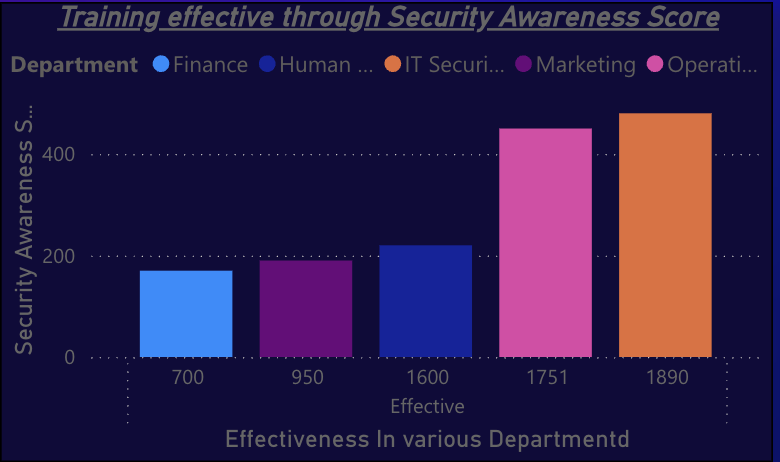 Training effective through Security Awareness Score
Department Finance Human ... IT Securi... Marketing Operati...
Security Awareness S...
400
200
0
700 950 1600 1751 1890
Effective
Effectiveness In various Departmentd